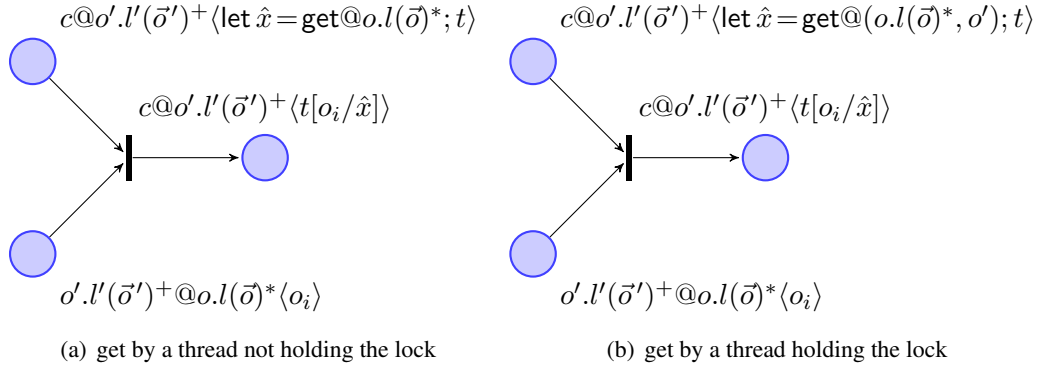 c@o′.l′(o⃗ ′)⁺⟨let x̂ = get@o.l(o⃗)*; t⟩
c@o′.l′(o⃗ ′)⁺⟨let x̂ = get@(o.l(o⃗)*, o′); t⟩
c@o′.l′(o⃗ ′)⁺⟨t[oᵢ/x̂]⟩
c@o′.l′(o⃗ ′)⁺⟨t[oᵢ/x̂]⟩
o′.l′(o⃗ ′)⁺@o.l(o⃗)*⟨oᵢ⟩
o′.l′(o⃗ ′)⁺@o.l(o⃗)*⟨oᵢ⟩
(a) get by a thread not holding the lock
(b) get by a thread holding the lock